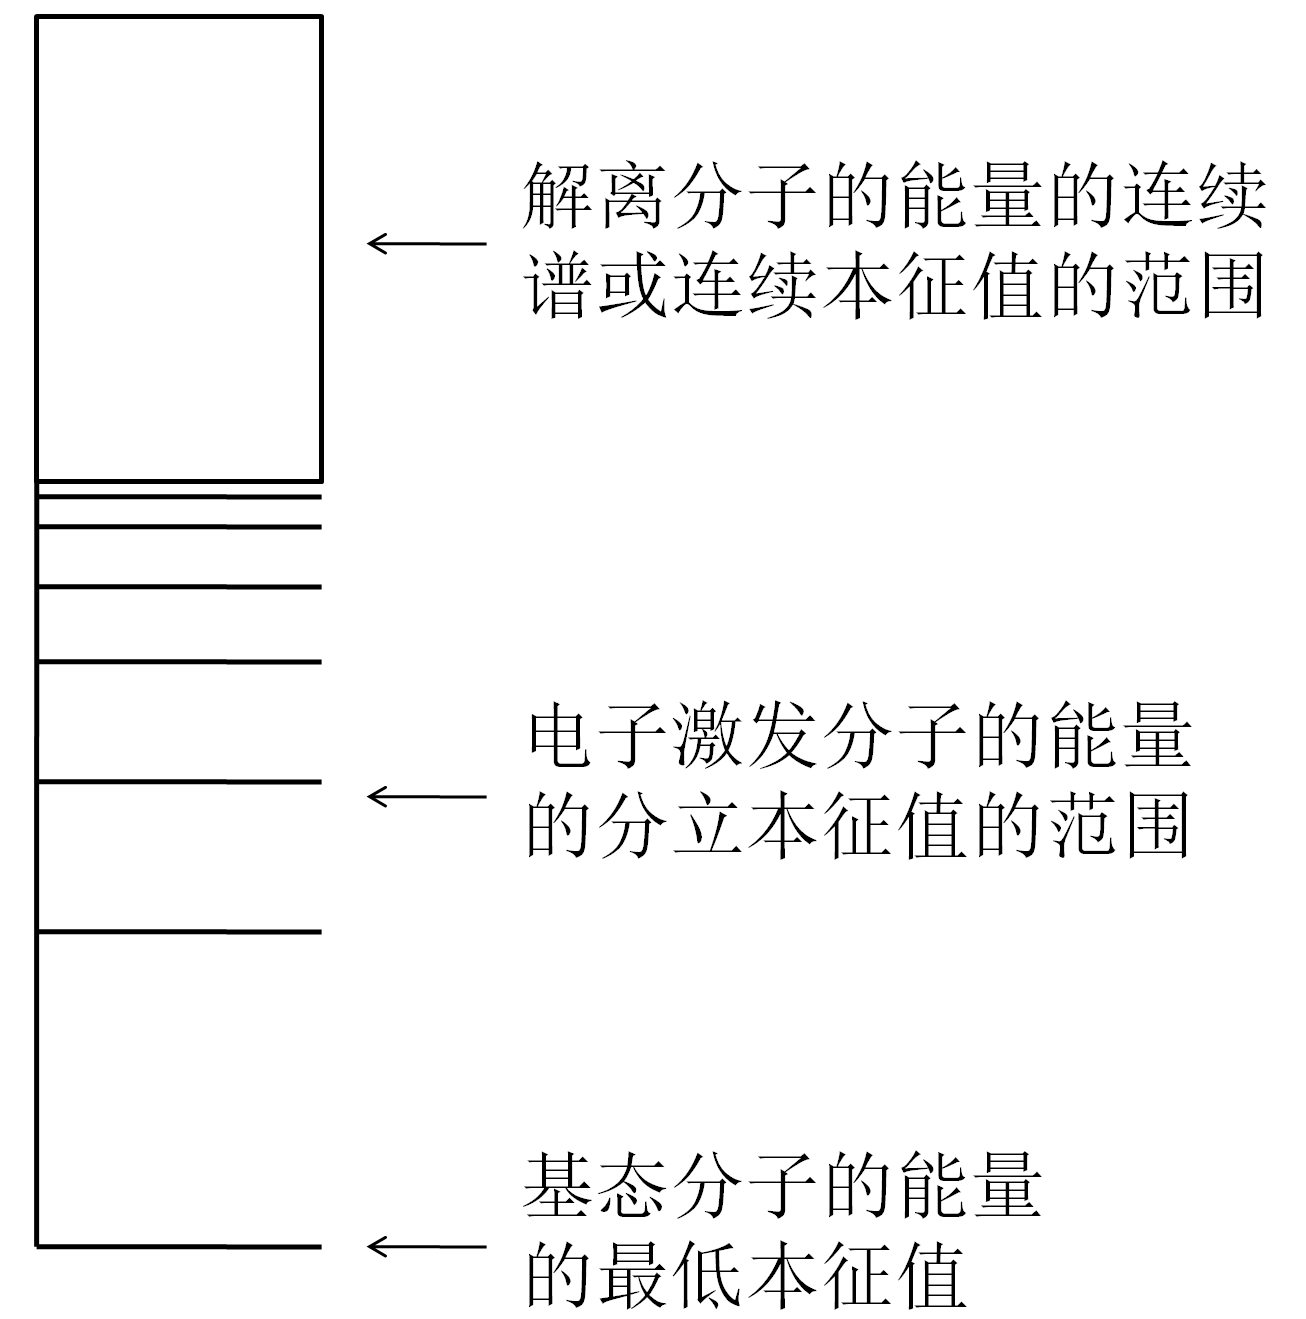 解离分子的能量的连续
谱或连续本征值的范围
电子激发分子的能量
的分立本征值的范围
基态分子的能量
的最低本征值